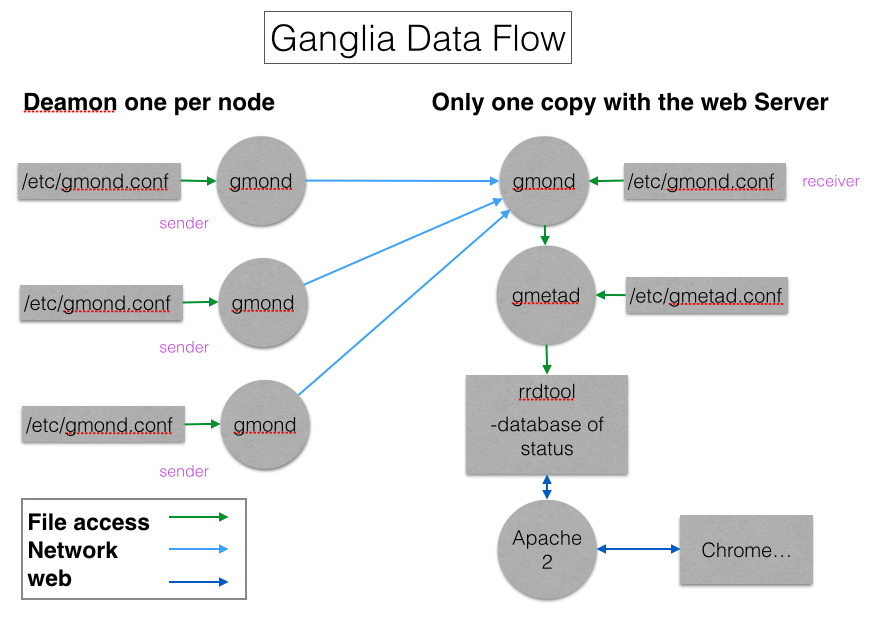 Ganglia Data Flow
Deamon one per node
Only one copy with the web Server
/etc/gmond.conf
gmond
sender
/etc/gmond.conf
gmond
sender
/etc/gmond.conf
gmond
sender
gmond
/etc/gmond.conf
receiver
gmetad
/etc/gmetad.conf
rrdtool
-database of
status
Apache
2
Chrome…
File access
Network
web